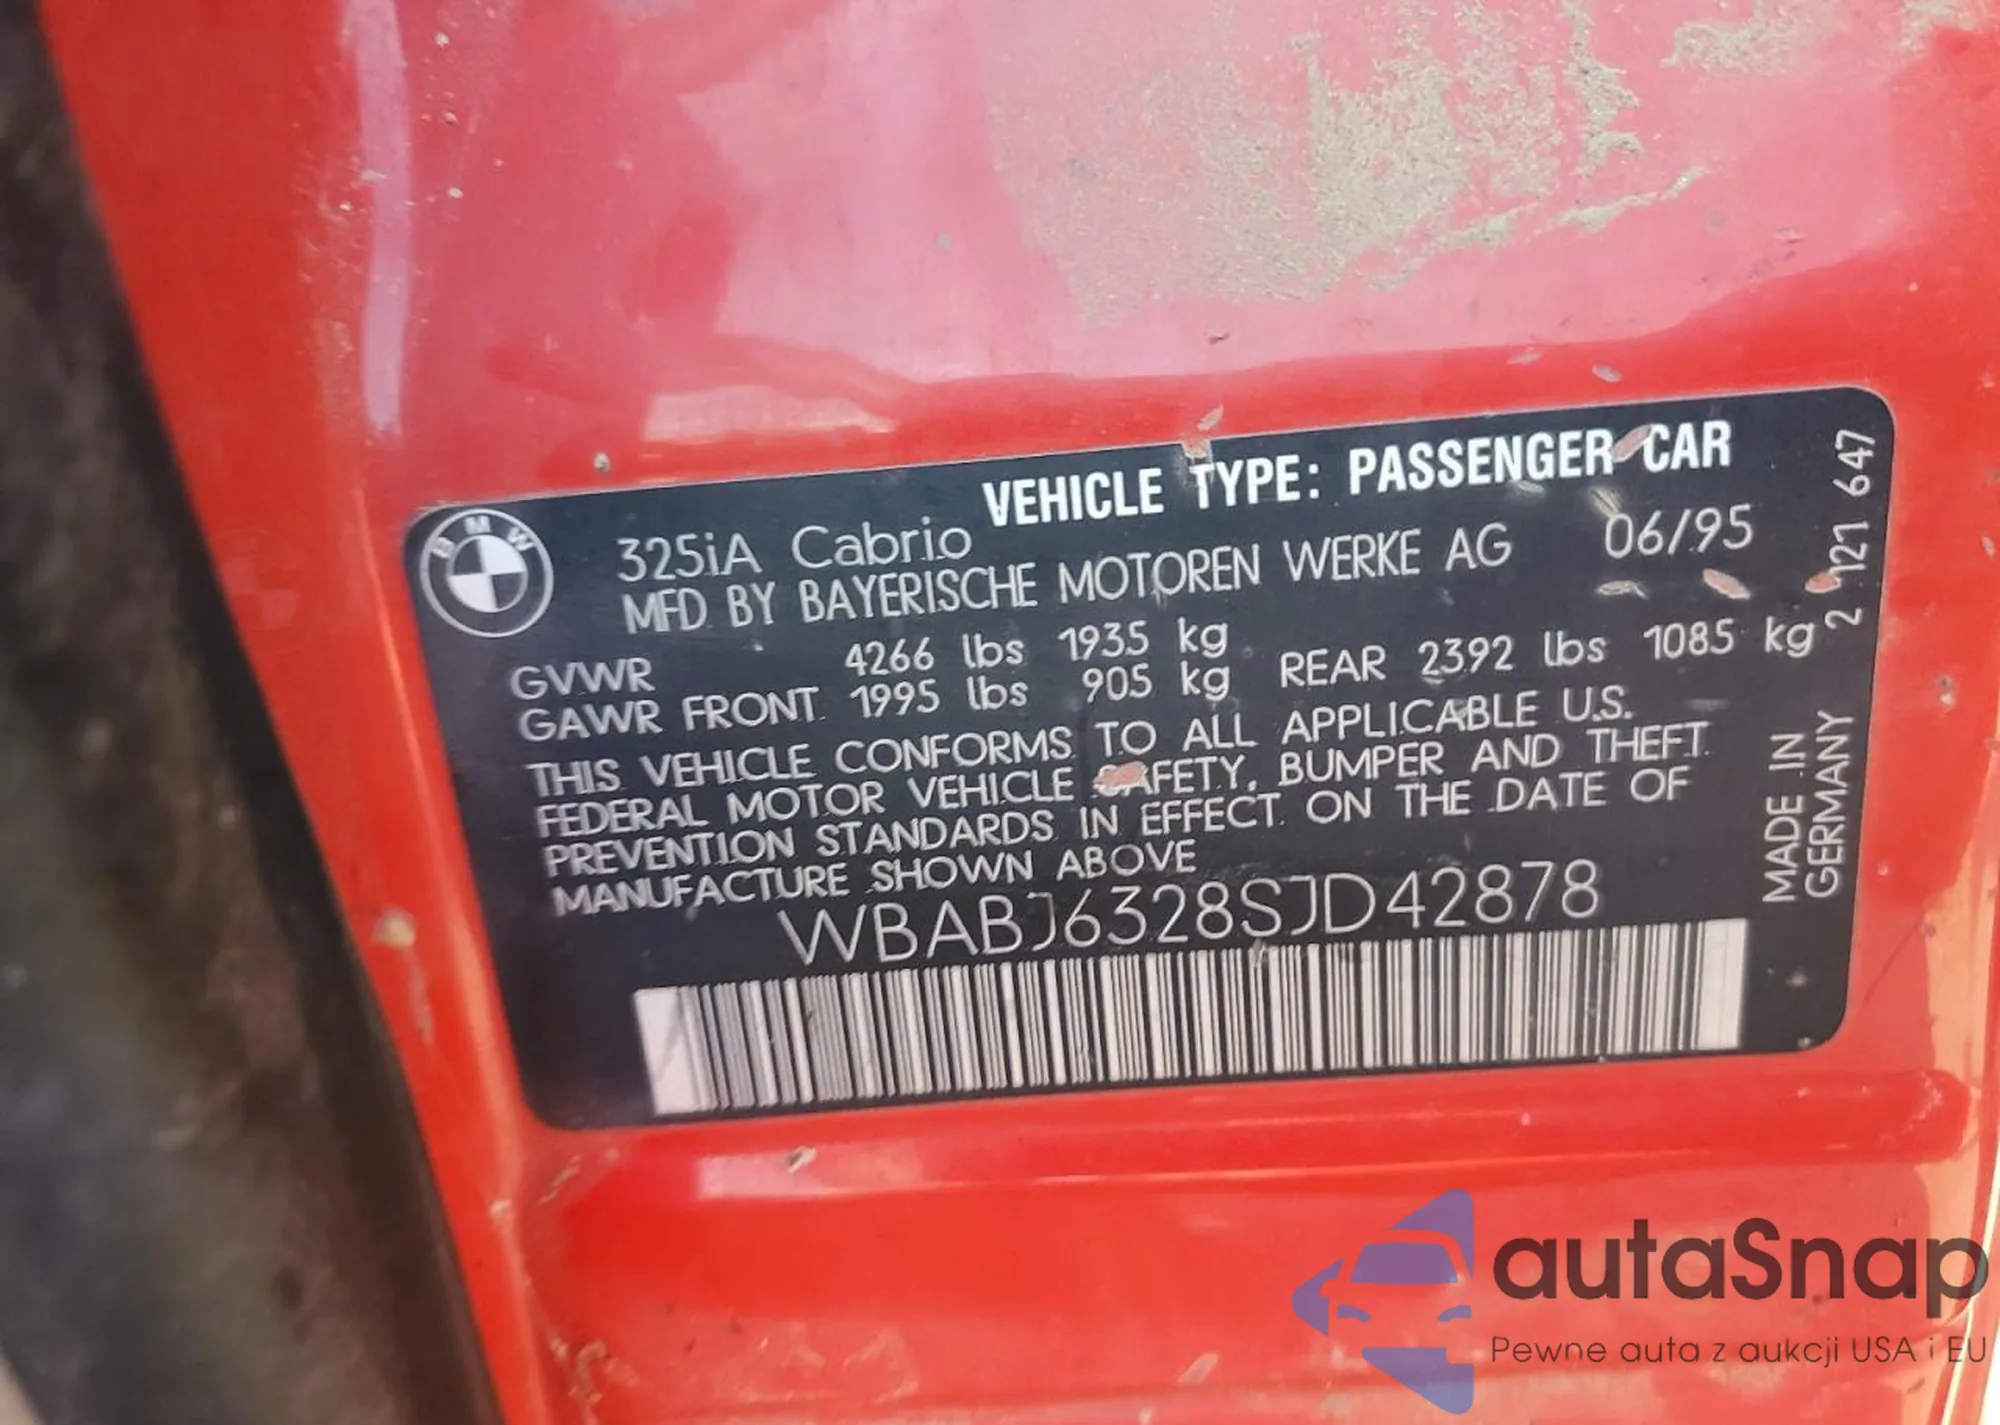 BMW
VEHICLE TYPE: PASSENGER CAR
325iA Cabrio
MFD BY BAYERISCHE MOTOREN WERKE AG 06/95
GVWR 4266 lbs 1935 kg
GAWR FRONT 1995 lbs 905 kg REAR 2392 lbs 1085 kg
THIS VEHICLE CONFORMS TO ALL APPLICABLE U.S.
FEDERAL MOTOR VEHICLE SAFETY, BUMPER AND THEFT
PREVENTION STANDARDS IN EFFECT ON THE DATE OF
MANUFACTURE SHOWN ABOVE
WBABJ6328SJD42878
MADE IN
GERMANY
2 121 647
autaSnap
Pewne auta z aukcji USA i EU